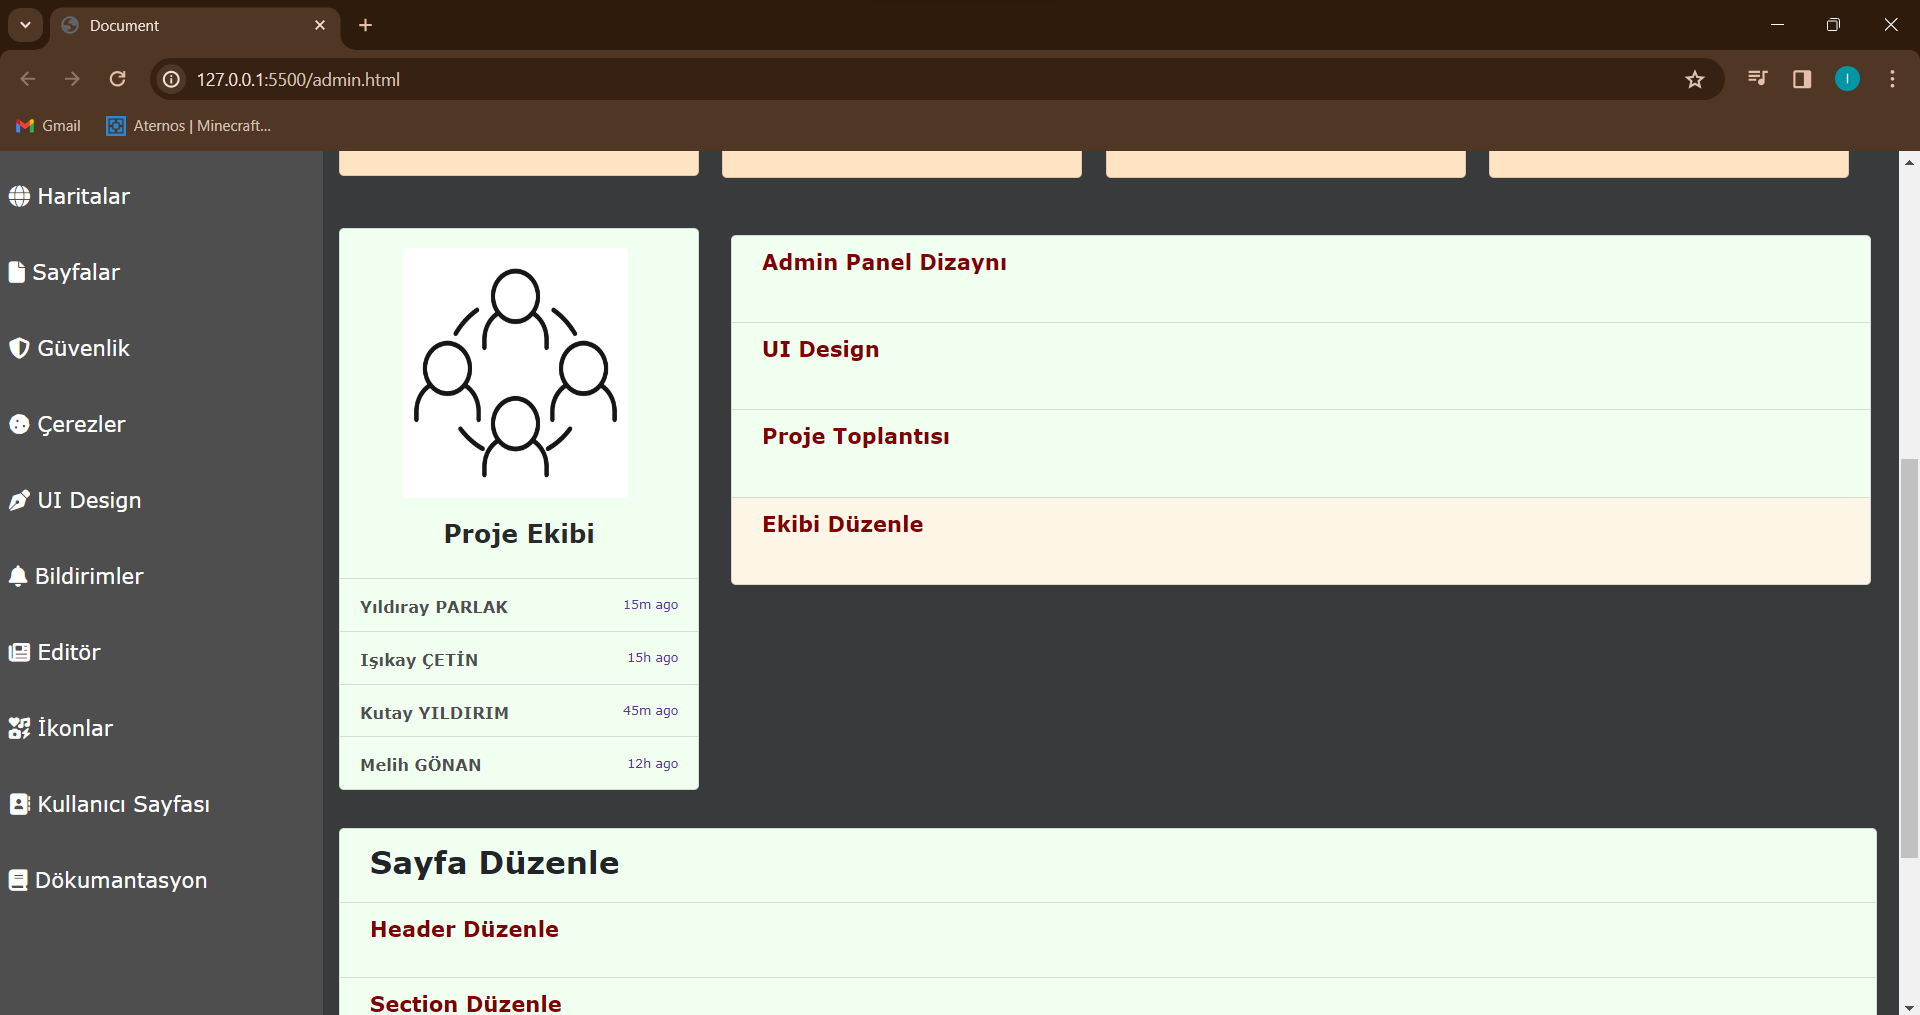 Document
127.0.0.1:5500/admin.html
I
Gmail
Aternos | Minecraft...
Haritalar
Sayfalar
Güvenlik
Çerezler
UI Design
Bildirimler
Editör
İkonlar
Kullanıcı Sayfası
Dökumantasyon
Proje Ekibi
Yıldıray PARLAK 15m ago
Işıkay ÇETİN 15h ago
Kutay YILDIRIM 45m ago
Melih GÖNAN 12h ago
Admin Panel Dizaynı
UI Design
Proje Toplantısı
Ekibi Düzenle
Sayfa Düzenle
Header Düzenle
Section Düzenle